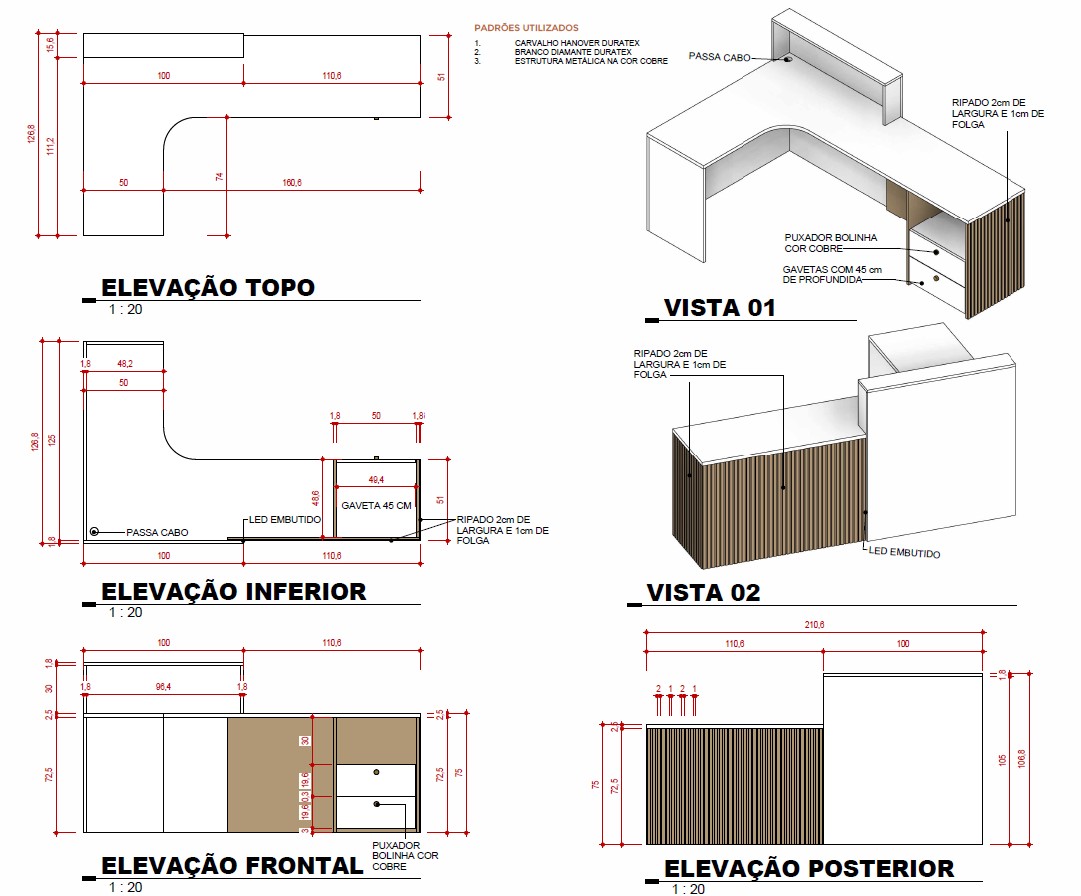 PADRÕES UTILIZADOS
1. CARVALHO HANOVER DURATEX
2. BRANCO DIAMANTE DURATEX
3. ESTRUTURA METÁLICA NA COR COBRE
15,6
100
110,6
51
126,8
111,2
74
50
160,6
ELEVAÇÃO TOPO
1 : 20
PASSA CABO
RIPADO 2cm DE
LARGURA E 1cm DE
FOLGA
PUXADOR BOLINHA
COR COBRE
GAVETAS COM 45 cm
DE PROFUNDIDA
VISTA 01
1,8
48,2
50
126,8
125
1,8
50
1,8
49,4
48,6
GAVETA 45 CM
51
LED EMBUTIDO
PASSA CABO
RIPADO 2cm DE
LARGURA E 1cm DE
FOLGA
1,8
100
110,6
ELEVAÇÃO INFERIOR
1 : 20
RIPADO 2cm DE
LARGURA E 1cm DE
FOLGA
LED EMBUTIDO
VISTA 02
100
110,6
1,8
30
1,8
96,4
1,8
2,5
2,5
30
72,5
19,6
0,3
19,6
3
72,5
75
PUXADOR
BOLINHA COR
COBRE
ELEVAÇÃO FRONTAL
1 : 20
210,6
110,6
100
1,8
2 1 2 1
2,5
75
72,5
105
106,8
ELEVAÇÃO POSTERIOR
1 : 20